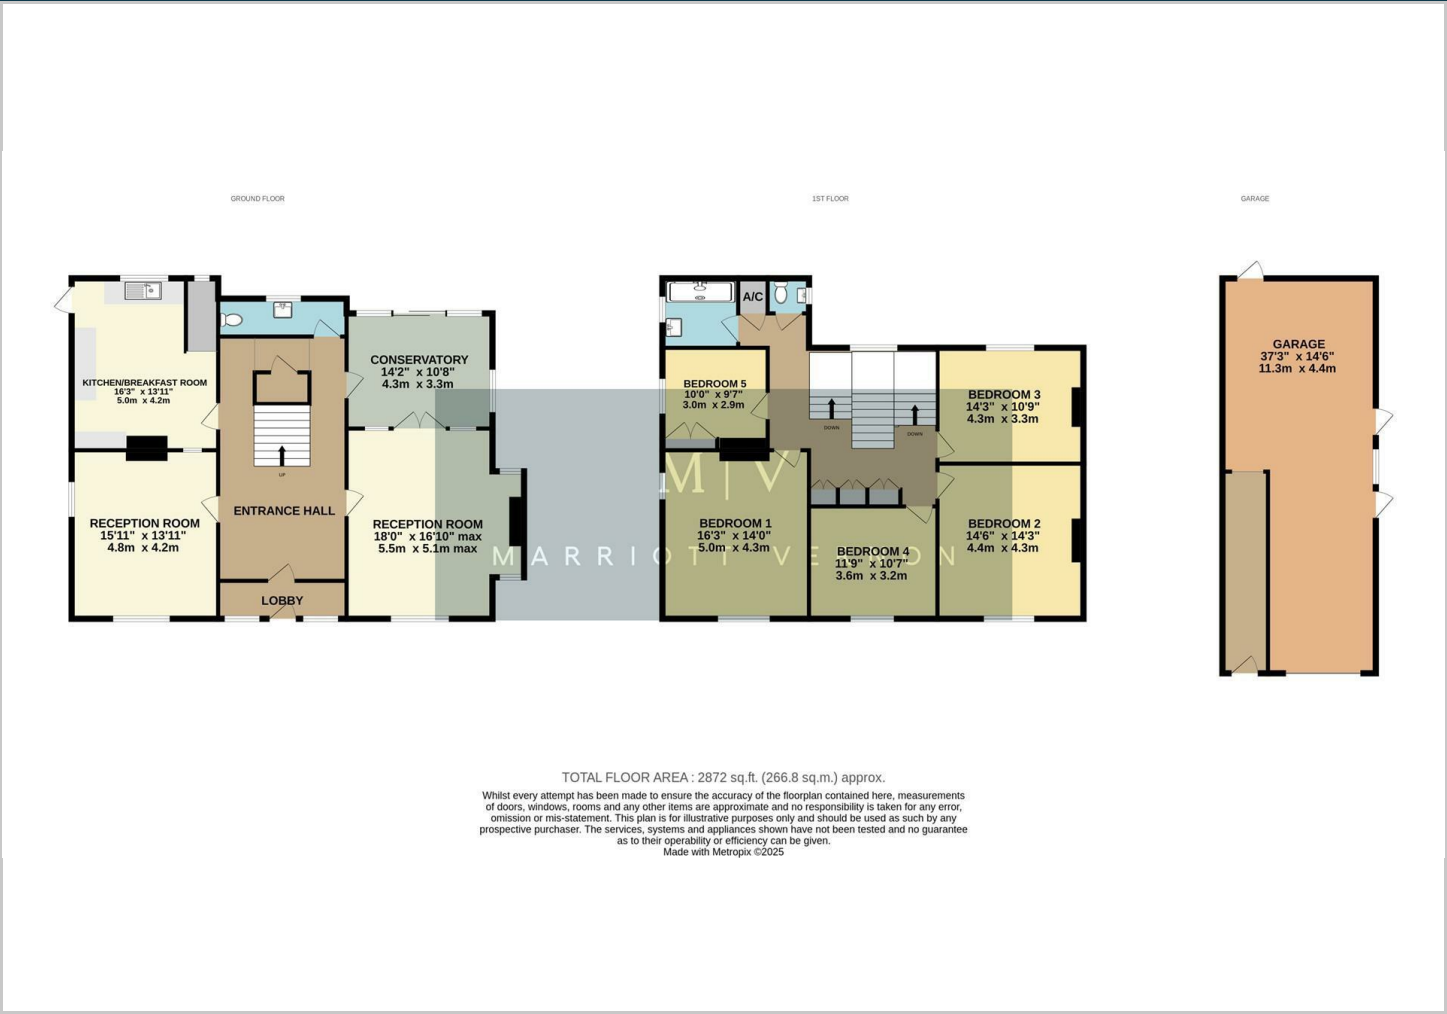 GROUND FLOOR
1ST FLOOR
GARAGE
KITCHEN/BREAKFAST ROOM
16'3" x 13'11"
5.0m x 4.2m
CONSERVATORY
14'2" x 10'8"
4.3m x 3.3m
UP
ENTRANCE HALL
RECEPTION ROOM
15'11" x 13'11"
4.8m x 4.2m
RECEPTION ROOM
18'0" x 16'10" max
5.5m x 5.1m max
LOBBY
A/C
BEDROOM 5
10'0" x 9'7"
3.0m x 2.9m
DOWN
DOWN
BEDROOM 3
14'3" x 10'9"
4.3m x 3.3m
BEDROOM 1
16'3" x 14'0"
5.0m x 4.3m
BEDROOM 4
11'9" x 10'7"
3.6m x 3.2m
BEDROOM 2
14'6" x 14'3"
4.4m x 4.3m
M | V
MARRIOTT VERNON
GARAGE
37'3" x 14'6"
11.3m x 4.4m
TOTAL FLOOR AREA : 2872 sq.ft. (266.8 sq.m.) approx.
Whilst every attempt has been made to ensure the accuracy of the floorplan contained here, measurements
of doors, windows, rooms and any other items are approximate and no responsibility is taken for any error,
omission or mis-statement. This plan is for illustrative purposes only and should be used as such by any
prospective purchaser. The services, systems and appliances shown have not been tested and no guarantee
as to their operability or efficiency can be given.
Made with Metropix ©2025